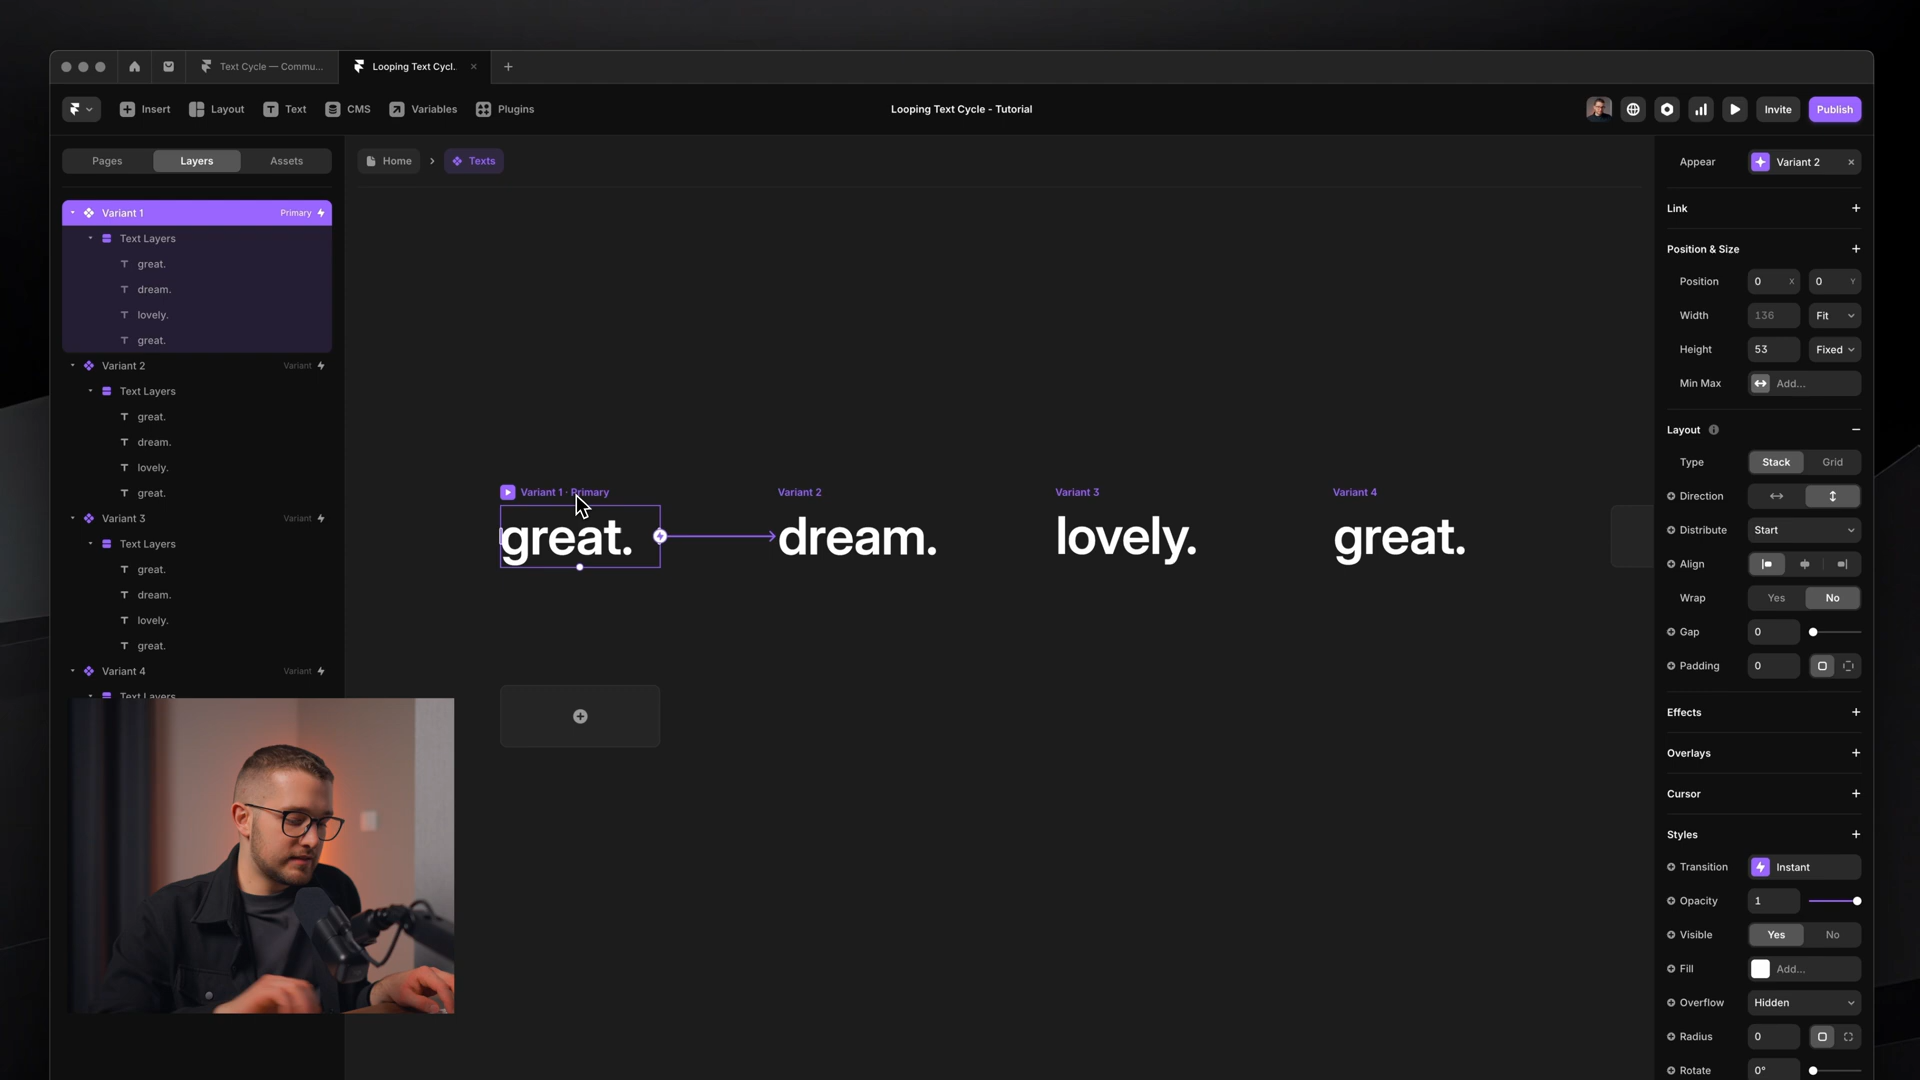 Text Cycle — Commu...
Looping Text Cycl..
Insert
Layout
Text
CMS
Variables
Plugins
Looping Text Cycle - Tutorial
Invite
Publish
Pages
Layers
Assets
Home
Texts
Variant 1
Primary
Text Layers
great.
dream.
lovely.
great.
Variant 2
Variant
Text Layers
great.
dream.
lovely.
great.
Variant 3
Variant
Text Layers
great.
dream.
lovely.
great.
Variant 4
Variant
Text Layers
Variant 1 · Primary
great.
Variant 2
dream.
Variant 3
lovely.
Variant 4
great.
Appear
Variant 2
Link
Position & Size
Position
0 X
0 Y
Width
136
Fit
Height
53
Fixed
Min Max
Add...
Layout
Type
Stack
Grid
Direction
Distribute
Start
Align
Wrap
Yes
No
Gap
0
Padding
0
Effects
Overlays
Cursor
Styles
Transition
Instant
Opacity
1
Visible
Yes
No
Fill
Add...
Overflow
Hidden
Radius
0
Rotate
0°